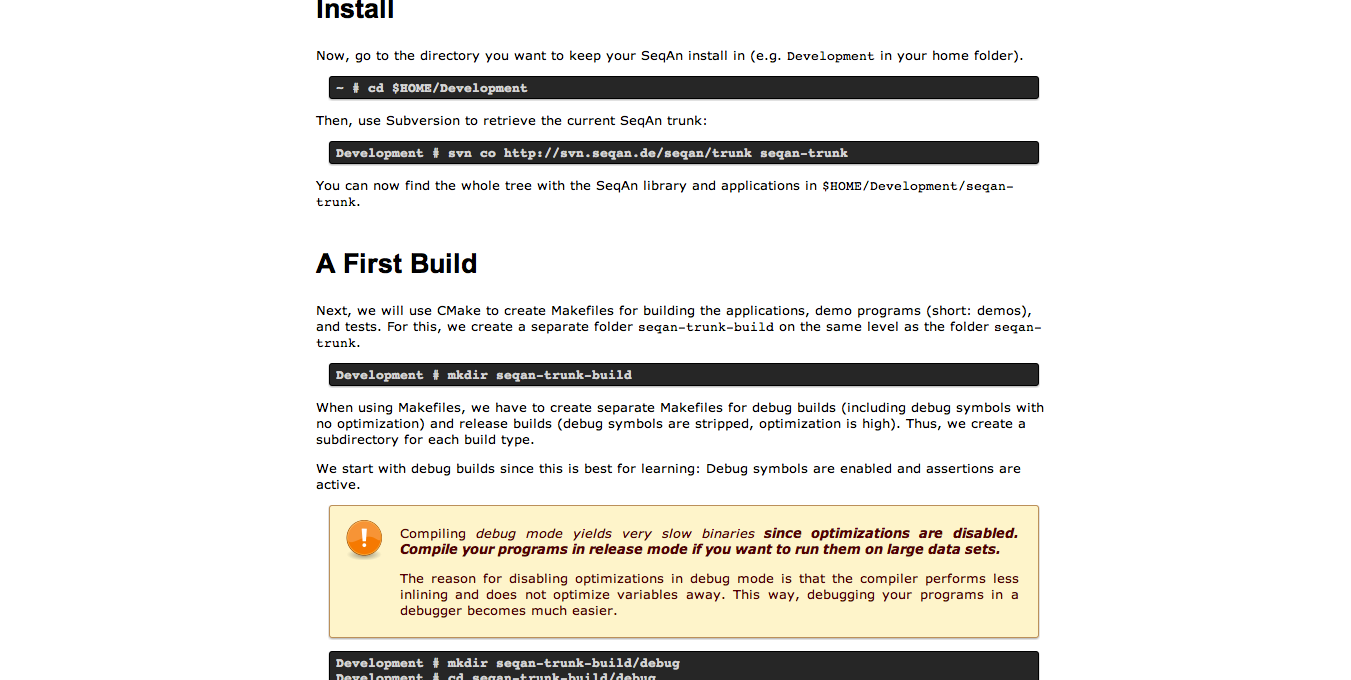 Install
Now, go to the directory you want to keep your SeqAn install in (e.g. Development in your home folder).
~ # cd $HOME/Development
Then, use Subversion to retrieve the current SeqAn trunk:
Development # svn co http://svn.seqan.de/seqan/trunk seqan-trunk
You can now find the whole tree with the SeqAn library and applications in $HOME/Development/seqan-
trunk.
A First Build
Next, we will use CMake to create Makefiles for building the applications, demo programs (short: demos),
and tests. For this, we create a separate folder seqan-trunk-build on the same level as the folder seqan-
trunk.
Development # mkdir seqan-trunk-build
When using Makefiles, we have to create separate Makefiles for debug builds (including debug symbols with
no optimization) and release builds (debug symbols are stripped, optimization is high). Thus, we create a
subdirectory for each build type.
We start with debug builds since this is best for learning: Debug symbols are enabled and assertions are
active.
Compiling debug mode yields very slow binaries since optimizations are disabled.
Compile your programs in release mode if you want to run them on large data sets.
The reason for disabling optimizations in debug mode is that the compiler performs less
inlining and does not optimize variables away. This way, debugging your programs in a
debugger becomes much easier.
Development # mkdir seqan-trunk-build/debug
Development # cd seqan-trunk-build/debug